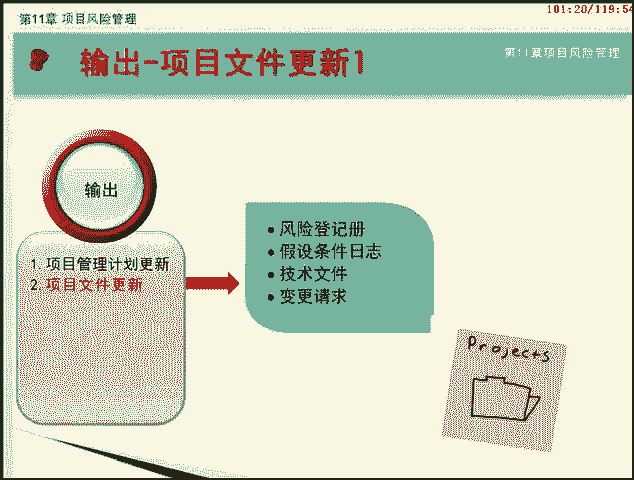 第11章 项目风险管理
101:20/119:54
输出-项目文件更新1
第11章项目风险管理
输出
1. 项目管理计划更新
2. 项目文件更新
• 风险登记册
• 假设条件日志
• 技术文件
• 变更请求
Projects